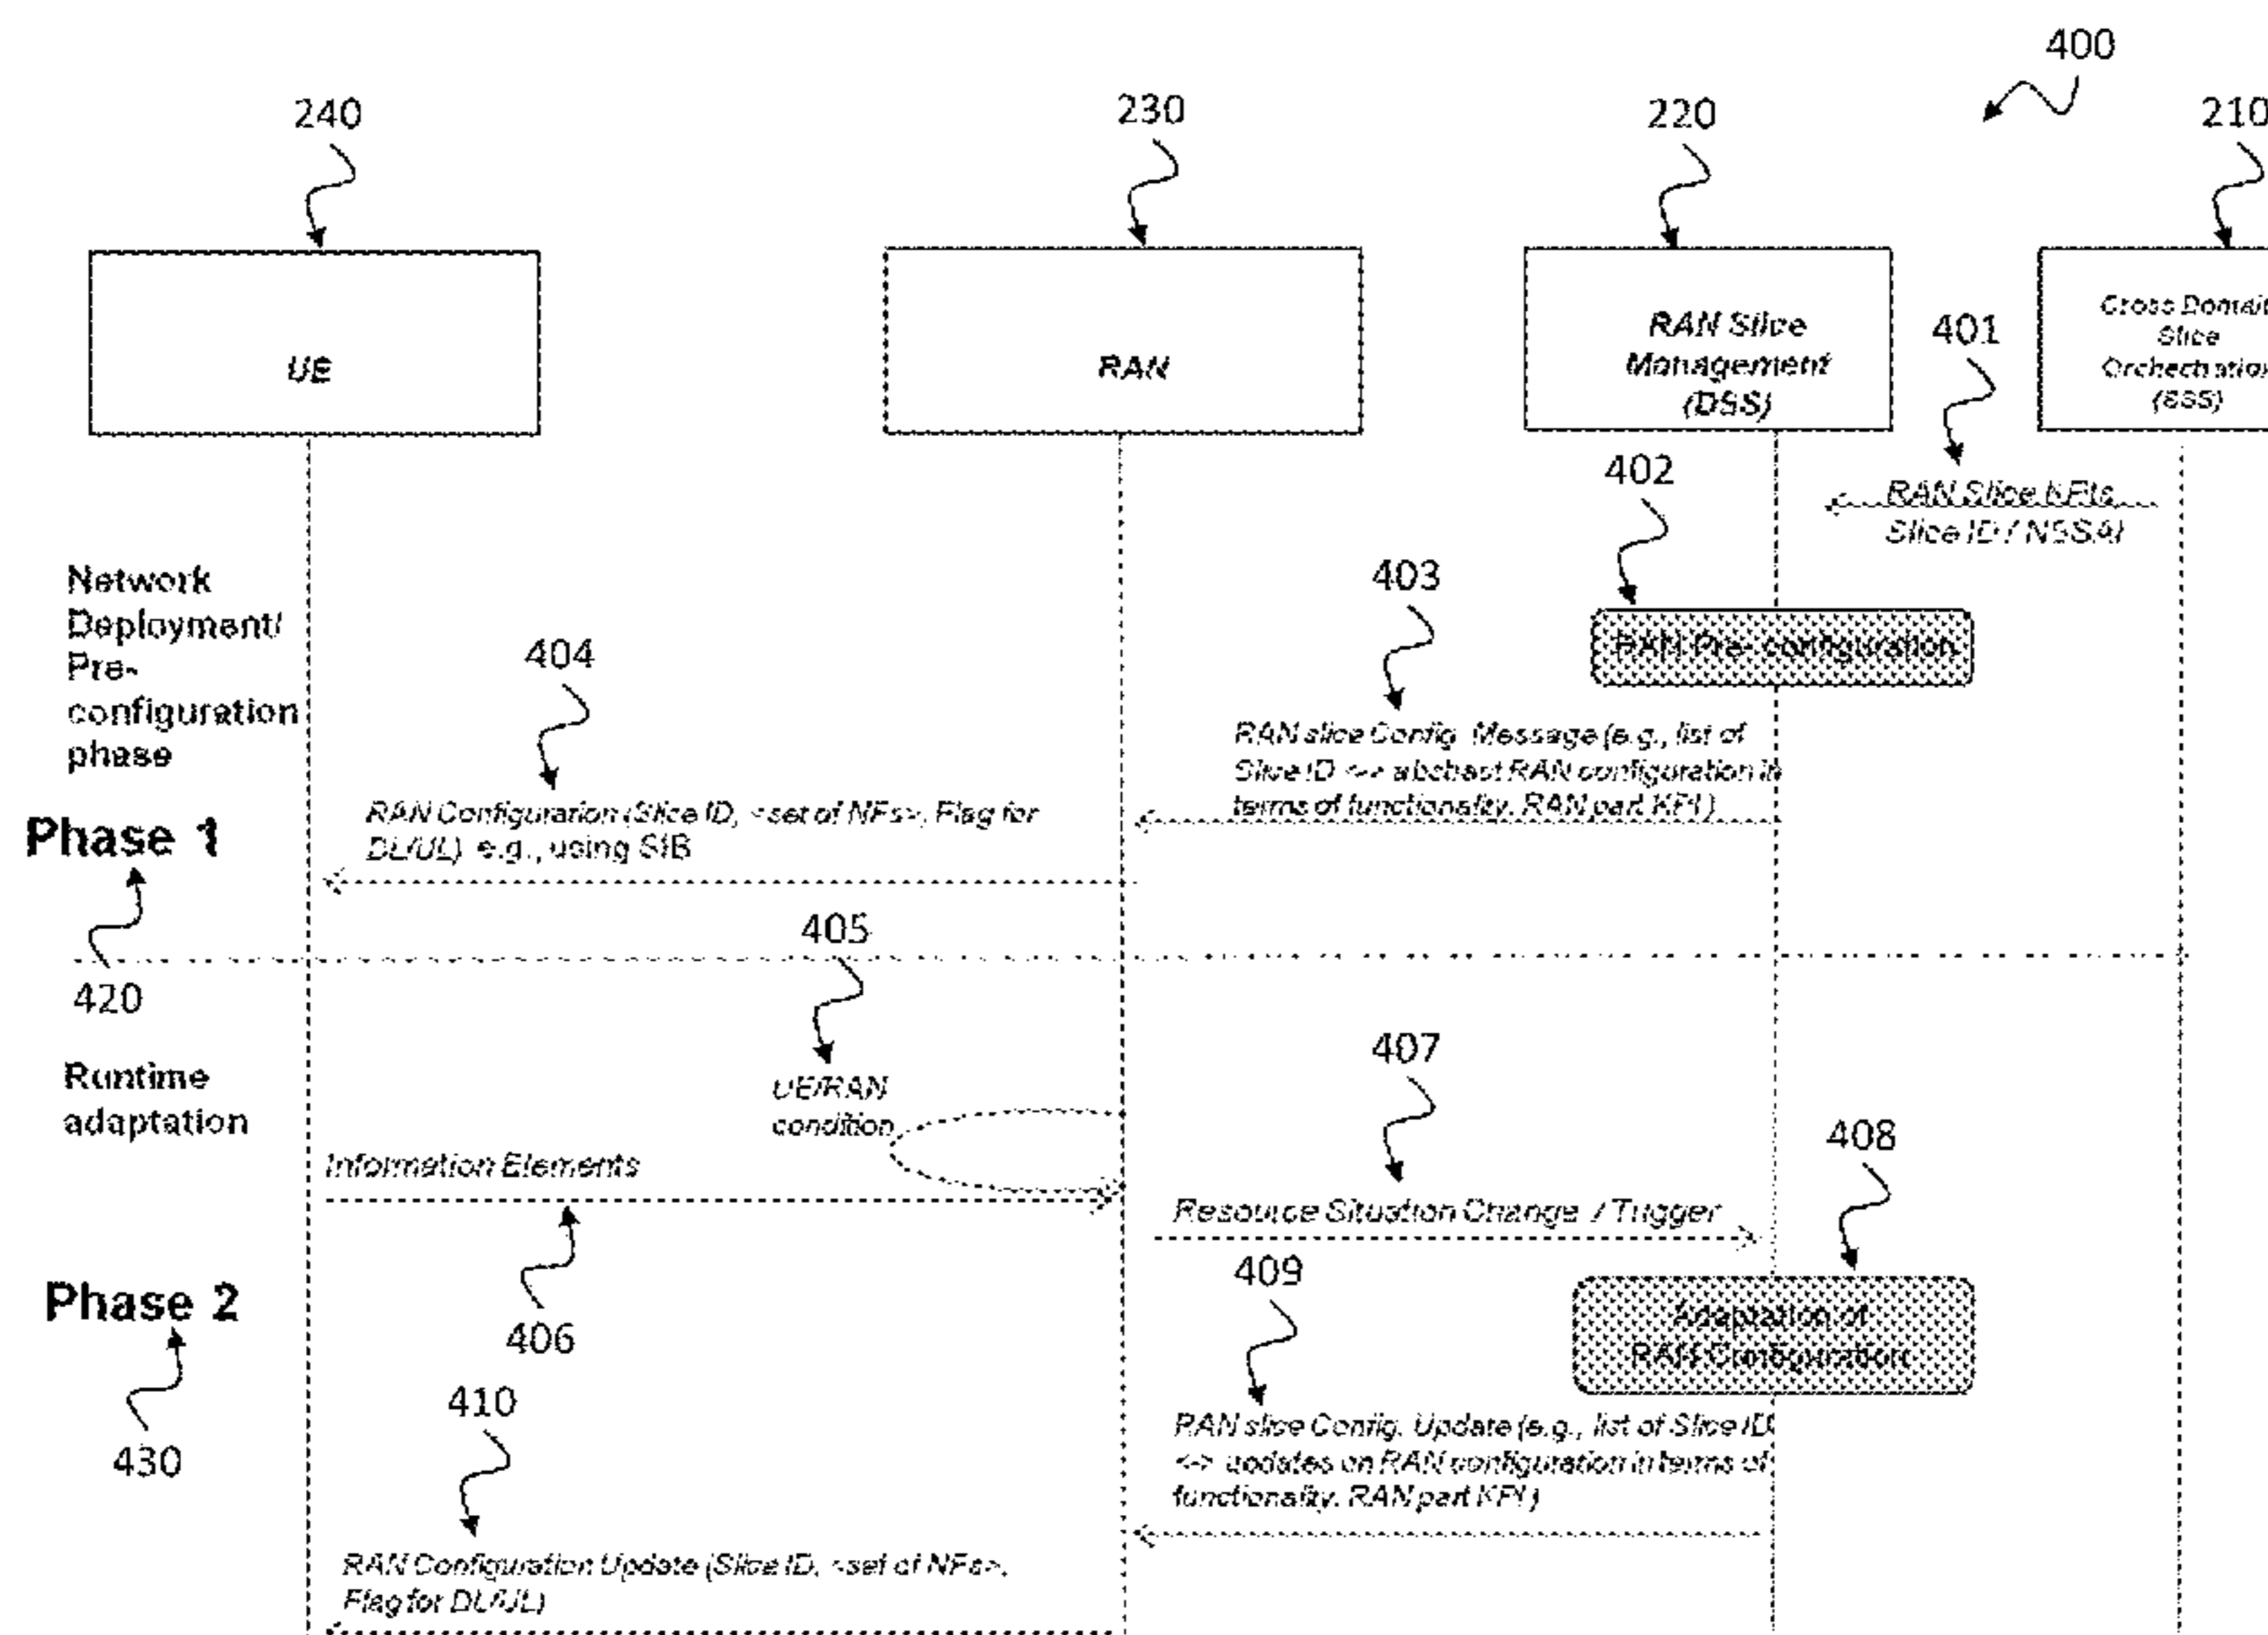 400
240
230
220
210
UE
RAN
RAN Slice
Management
(DSS)
Cross Domain
Slice
Orchestration
401
402
RAN Slice KPIs,
Slice ID / NSSAI
Network
Deployment/
Pre-
configuration
phase
403
404
RAN Pre- configuration
RAN slice Config. Message (e.g., list of
Slice ID <-> abstract RAN configuration in
terms of functionality. RAN part KPI)
Phase 1
RAN Configuration (Slice ID, <set of NFs>, Flag for
DL/UL) e.g., using SIB
405
420
Runtime
adaptation
UE/RAN
condition
407
408
Information Elements
Resource Situation Change / Trigger
409
Phase 2
406
Adaptation of
RAN Configuration
410
430
RAN slice Config. Update (e.g., list of Slice ID
<-> updates on RAN configuration in terms of
functionality. RAN part KPI)
RAN Configuration Update (Slice ID, <set of NFs>,
Flag for DL/UL)